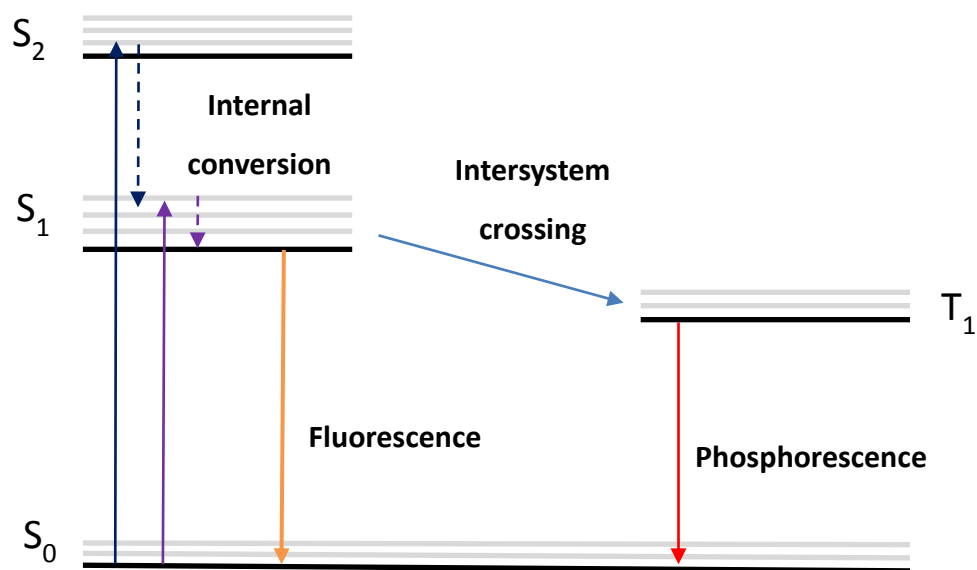 S₂
Internal
conversion
Intersystem
crossing
S₁
T₁
Fluorescence
Phosphorescence
S₀